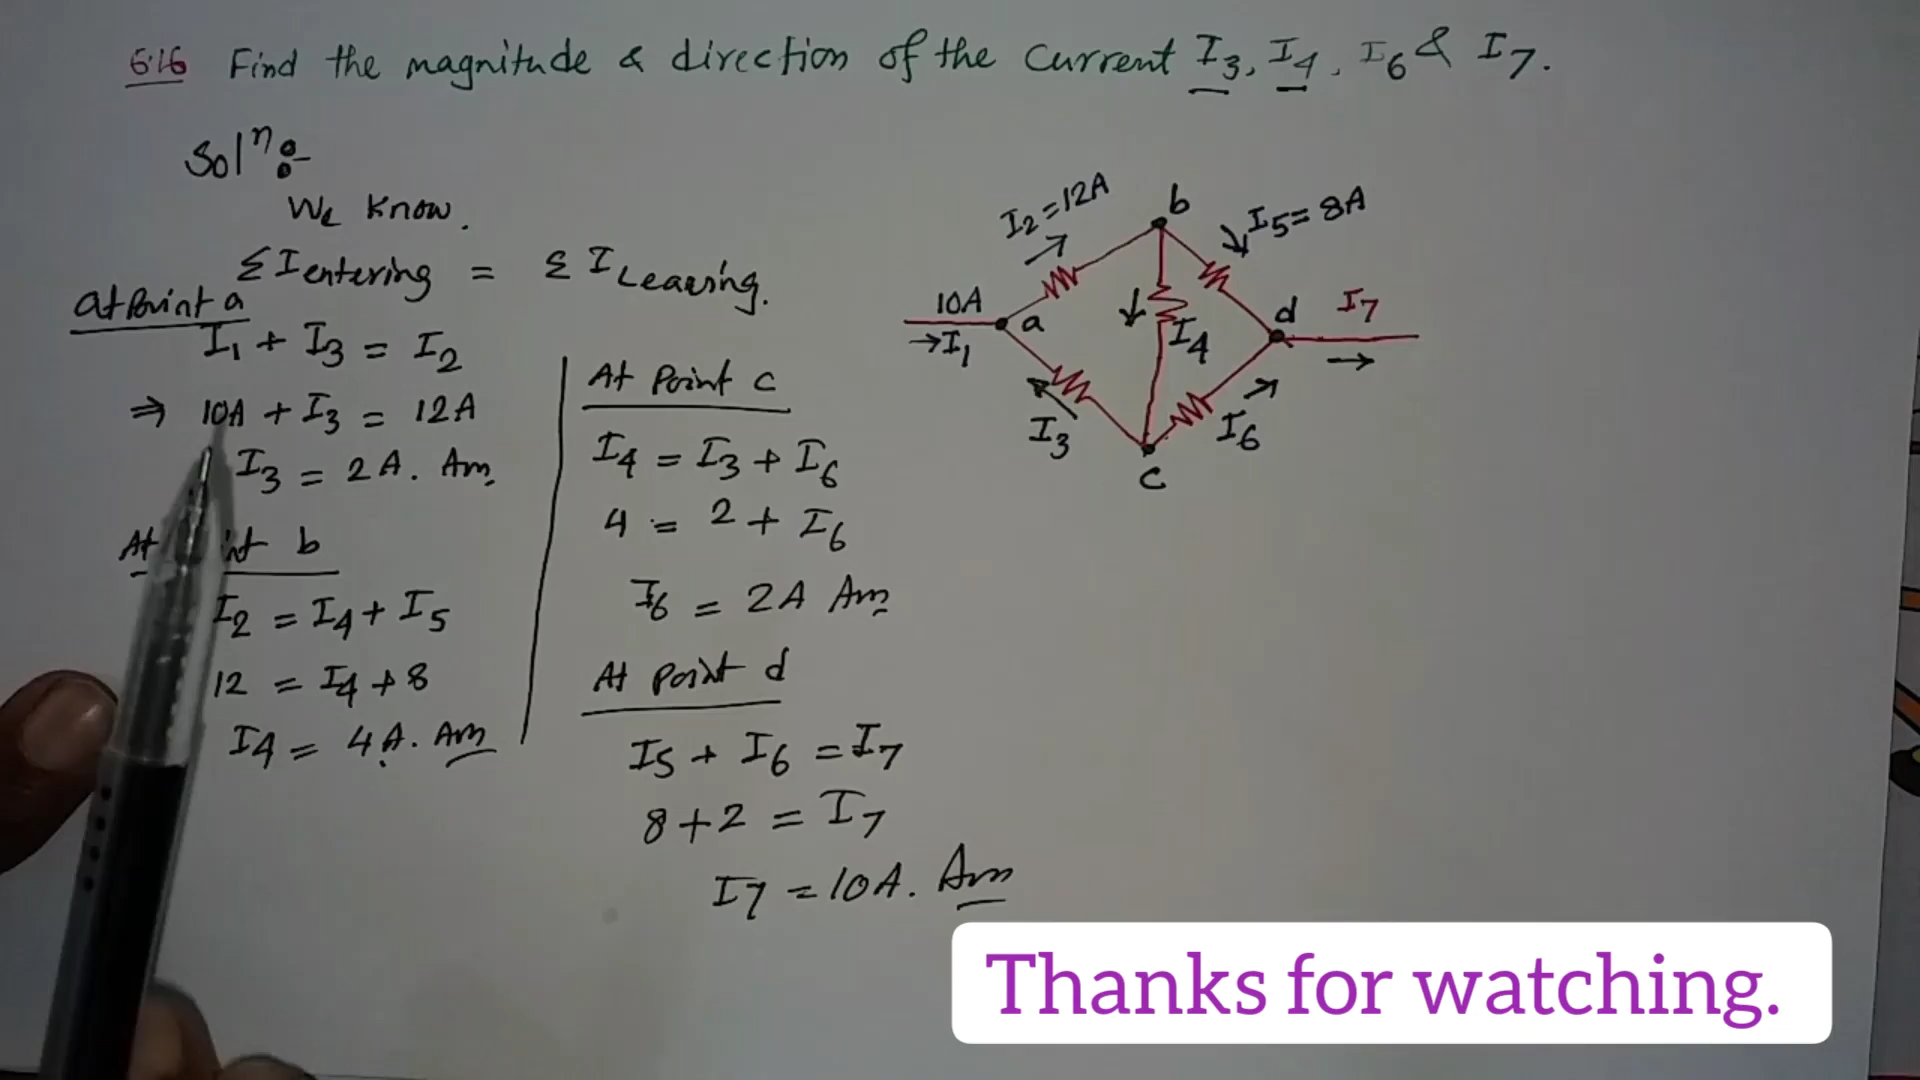 6.16 Find the magnitude & direction of the current I3, I4, I6 & I7.
Solⁿ:-
We know.
ΣI entering = ΣI Leaving.
at Point a
I1 + I3 = I2
⇒ 10A + I3 = 12A
I3 = 2A. Ans
At b
I2 = I4 + I5
12 = I4 + 8
I4 = 4A. Ans
At Point c
I4 = I3 + I6
4 = 2 + I6
I6 = 2A Ans
At Point d
I5 + I6 = I7
8 + 2 = I7
I7 = 10A. Ans
I2 = 12A
b
I5 = 8A
10A
a
→I1
I4
d
I7
I3
I6
c
Thanks for watching.